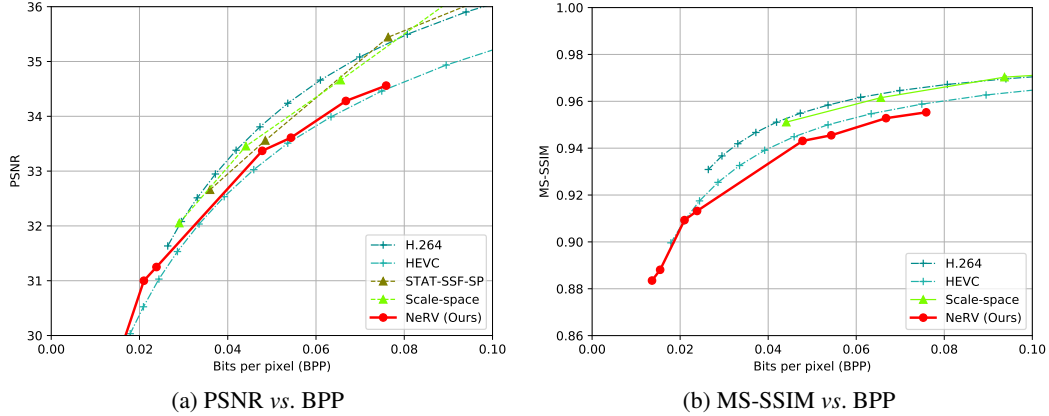 36
35
34
33
32
31
30
PSNR
0.00
0.02
0.04
0.06
0.08
0.10
Bits per pixel (BPP)
H.264
HEVC
STAT-SSF-SP
Scale-space
NeRV (Ours)
(a) PSNR vs. BPP
1.00
0.98
0.96
0.94
0.92
0.90
0.88
0.86
MS-SSIM
0.00
0.02
0.04
0.06
0.08
0.10
Bits per pixel (BPP)
H.264
HEVC
Scale-space
NeRV (Ours)
(b) MS-SSIM vs. BPP